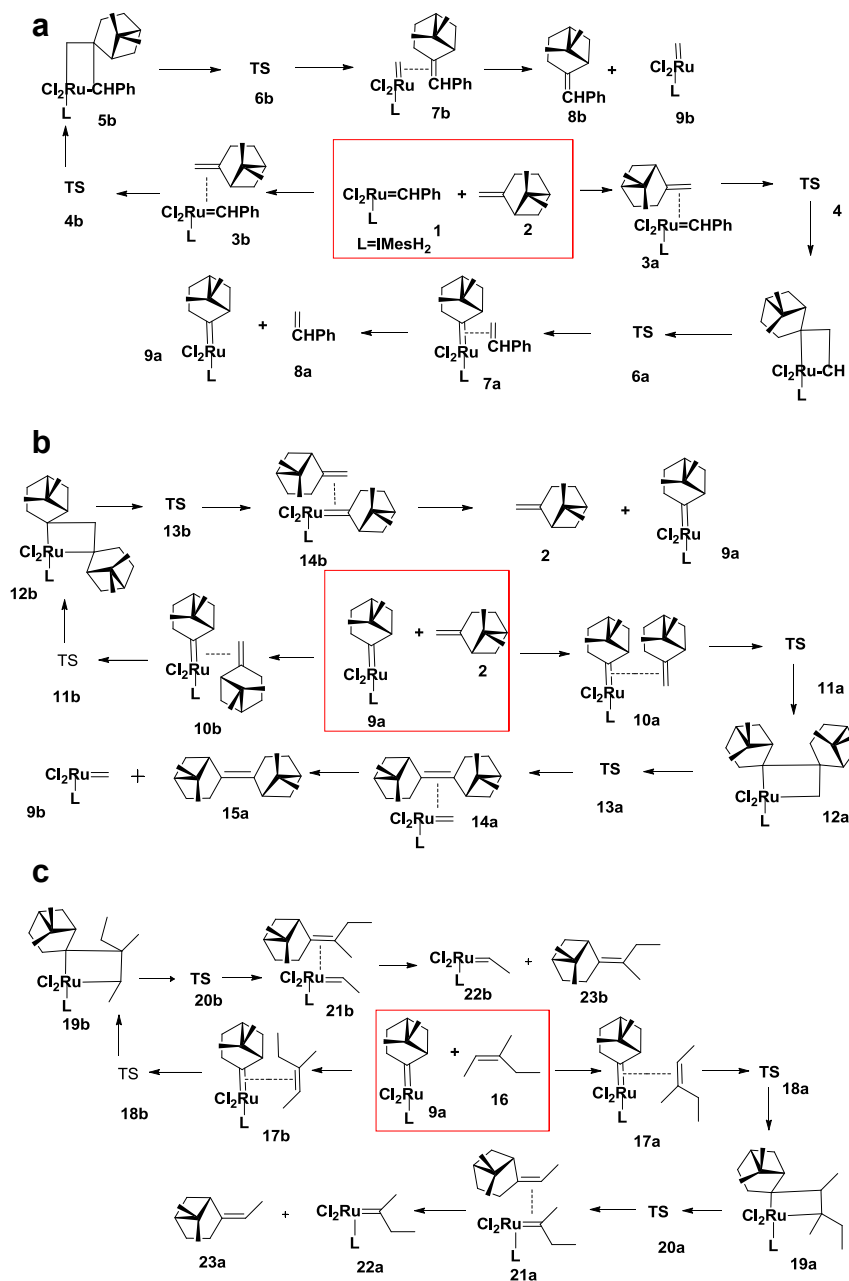 a
Cl2Ru-CHPh
L
5b
TS
6b
Cl2Ru
L
CHPh
7b
CHPh
8b
+
Cl2Ru
L
9b
TS
4b
Cl2Ru=CHPh
L
3b
Cl2Ru=CHPh
L
1
L=IMesH2
+
2
Cl2Ru=CHPh
L
3a
TS
4
9a
Cl2Ru
L
+
CHPh
8a
Cl2Ru
L
CHPh
7a
TS
6a
Cl2Ru-CH
L
b
Cl2Ru
L
12b
TS
13b
Cl2Ru
L
14b
2
+
Cl2Ru
L
9a
TS
11b
Cl2Ru
L
10b
Cl2Ru
L
9a
+
2
Cl2Ru
L
10a
TS
11a
Cl2Ru
L
9b
+
15a
Cl2Ru
L
14a
TS
13a
Cl2Ru
L
12a
c
Cl2Ru
L
19b
TS
20b
Cl2Ru
L
21b
Cl2Ru
L
22b
+
23b
TS
18b
Cl2Ru
L
17b
Cl2Ru
L
9a
+
16
Cl2Ru
L
17a
TS
18a
23a
+
Cl2Ru
L
22a
Cl2Ru
L
21a
TS
20a
Cl2Ru
L
19a